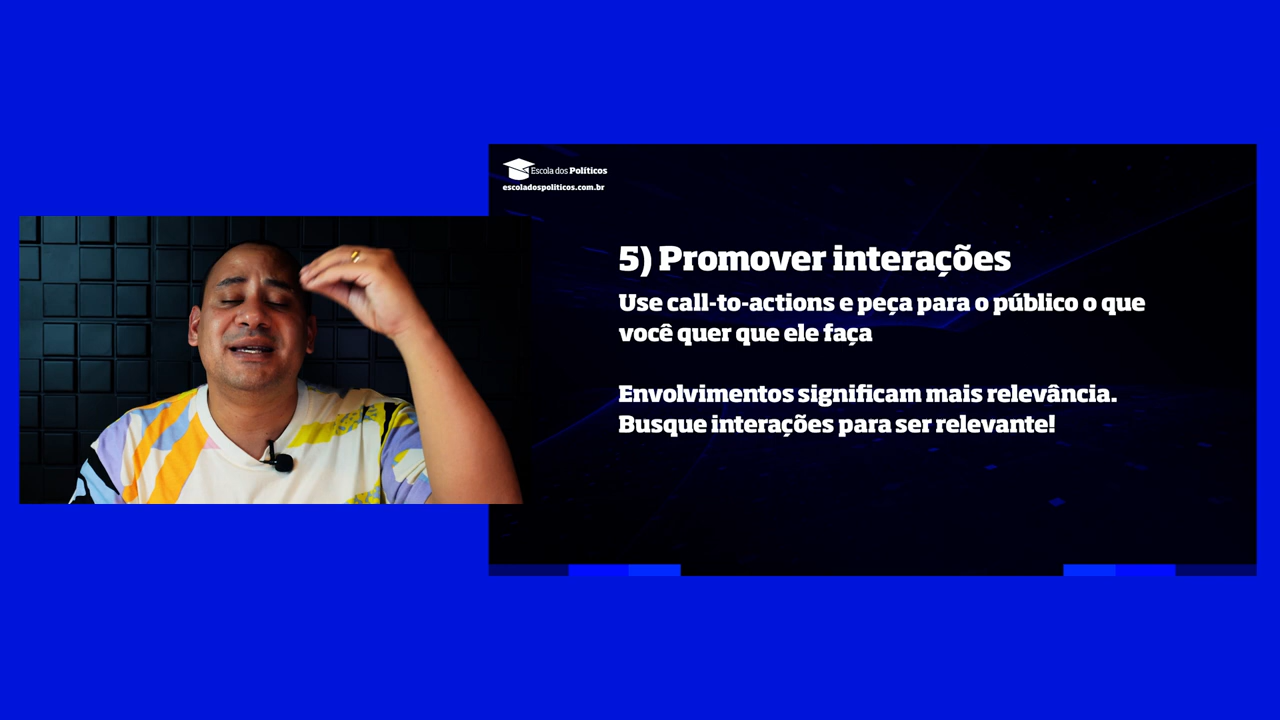 Escola dos Políticos
escoladospoliticos.com.br
5) Promover interações
Use call-to-actions e peça para o público o que
você quer que ele faça
Envolvimentos significam mais relevância.
Busque interações para ser relevante!